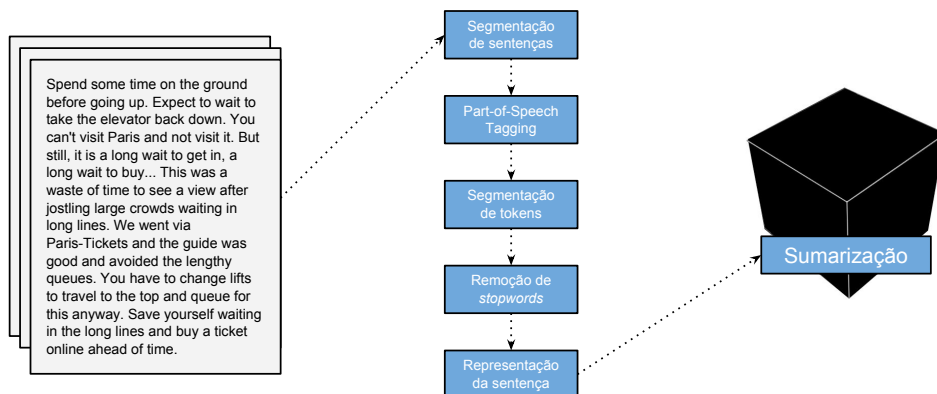 Spend some time on the ground
before going up. Expect to wait to
take the elevator back down. You
can't visit Paris and not visit it. But
still, it is a long wait to get in, a
long wait to buy... This was a
waste of time to see a view after
jostling large crowds waiting in
long lines. We went via
Paris-Tickets and the guide was
good and avoided the lengthy
queues. You have to change lifts
to travel to the top and queue for
this anyway. Save yourself waiting
in the long lines and buy a ticket
online ahead of time.
Segmentação
de sentenças
Part-of-Speech
Tagging
Segmentação
de tokens
Remoção de
stopwords
Representação
da sentença
Sumarização